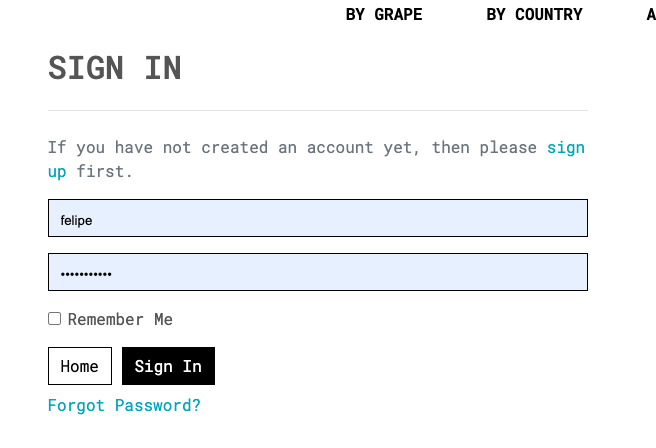 BY GRAPE BY COUNTRY A
SIGN IN
If you have not created an account yet, then please sign
up first.
felipe
•••••••••••
Remember Me
Home Sign In
Forgot Password?